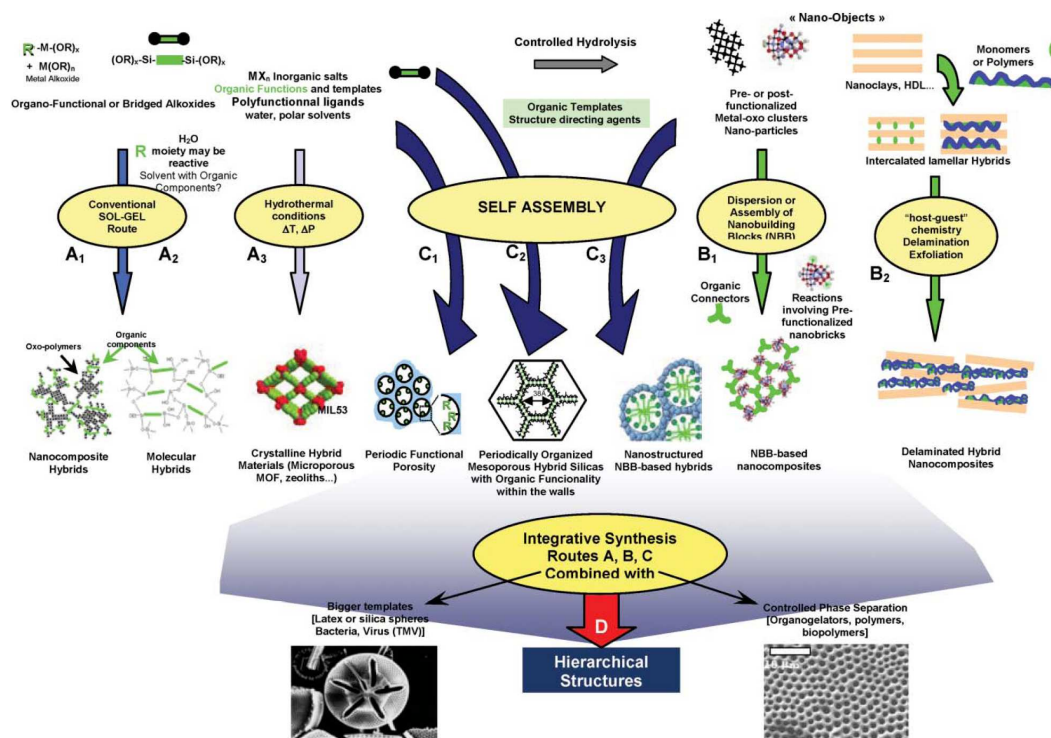 R -M-(OR)x
+ M(OR)n
Metal Alkoxide
(OR)x-Si- -Si-(OR)x
Organo-Functional or Bridged Alkoxides
MXn Inorganic salts
Organic Functions and templates
Polyfunctionnal ligands
water, polar solvents
Controlled Hydrolysis
Organic Templates
Structure directing agents
« Nano-Objects »
Pre- or post-
functionalized
Metal-oxo clusters
Nano-particles
Nanoclays, HDL...
Monomers
or Polymers
Intercalated lamellar Hybrids
H2O
R moiety may be
reactive
Solvent with Organic
Components?
Conventional
SOL-GEL
Route
A1
A2
Hydrothermal
conditions
ΔT, ΔP
A3
SELF ASSEMBLY
C1
C2
C3
Dispersion or
Assembly of
Nanobuilding
Blocks (NBB)
B1
"host-guest"
chemistry
Delamination
Exfoliation
B2
Organic
Connectors
Reactions
involving Pre-
functionalized
nanobricks
Oxo-polymers
Organic
components
MIL53
R
R
R
38Å
Nanocomposite
Hybrids
Molecular
Hybrids
Crystalline Hybrid
Materials (Microporous
MOF, zeoliths...)
Periodic Functional
Porosity
Periodically Organized
Mesoporous Hybrid Silicas
with Organic Funcionality
within the walls
Nanostructured
NBB-based hybrids
NBB-based
nanocomposites
Delaminated Hybrid
Nanocomposites
Integrative Synthesis
Routes A, B, C
Combined with
Bigger templates
[Latex or silica spheres
Bacteria, Virus (TMV)]
D
Controlled Phase Separation
[Organogelators, polymers,
biopolymers]
Hierarchical
Structures